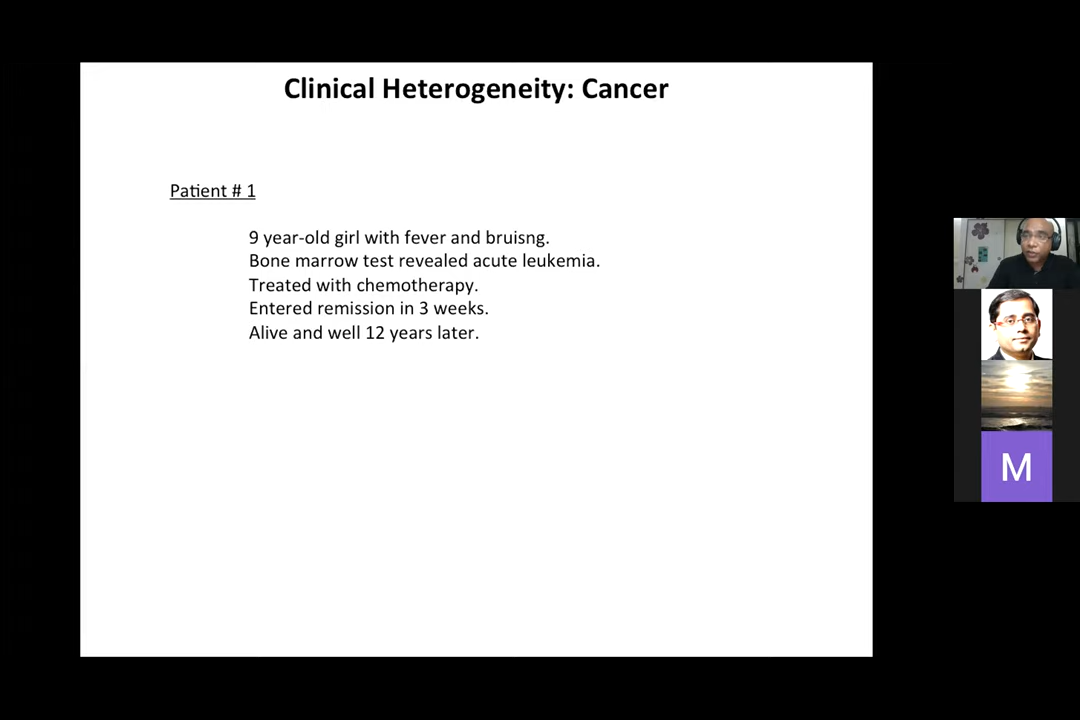 Clinical Heterogeneity: Cancer
Patient # 1
9 year-old girl with fever and bruisng.
Bone marrow test revealed acute leukemia.
Treated with chemotherapy.
Entered remission in 3 weeks.
Alive and well 12 years later.
M